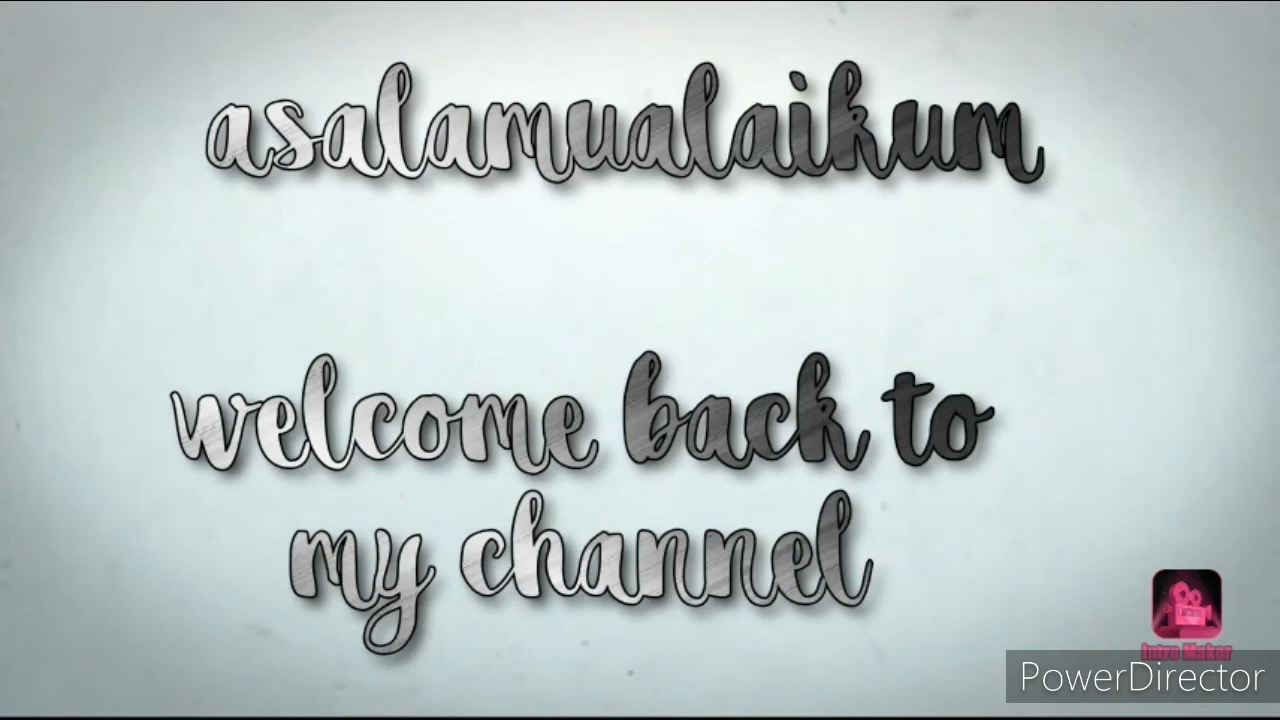 asalamualaikum
welcome back to
my channel
Intro Maker
PowerDirector